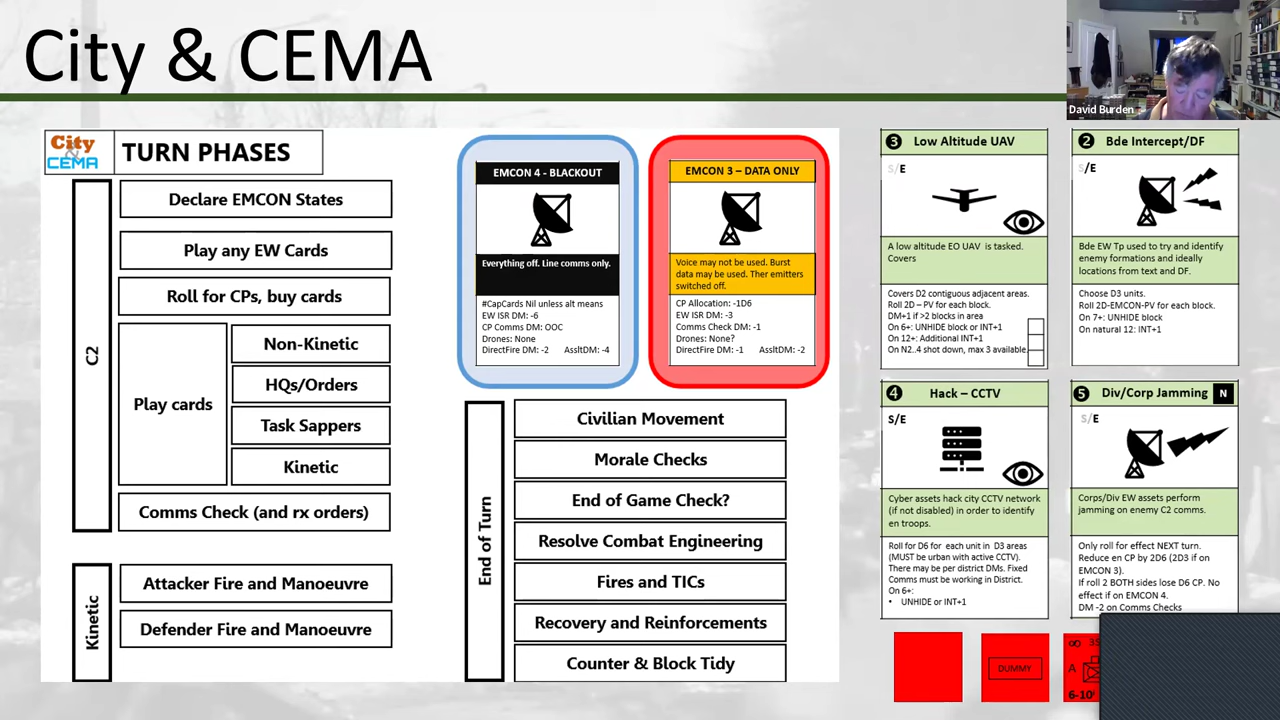 City & CEMA
David Burden
City
& CEMA
TURN PHASES
C2
Declare EMCON States
Play any EW Cards
Roll for CPs, buy cards
Play cards
Non-Kinetic
HQs/Orders
Task Sappers
Kinetic
Comms Check (and rx orders)
Kinetic
Attacker Fire and Manoeuvre
Defender Fire and Manoeuvre
EMCON 4 - BLACKOUT
Everything off. Line comms only.
#CapCards Nil unless alt means
EW ISR DM: -6
CP Comms DM: OOC
Drones: None
DirectFire DM: -2 AssltDM: -4
EMCON 3 – DATA ONLY
Voice may not be used. Burst
data may be used. Ther emitters
switched off.
CP Allocation: -1D6
EW ISR DM: -3
Comms Check DM: -1
Drones: None?
DirectFire DM: -1 AssltDM: -2
End of Turn
Civilian Movement
Morale Checks
End of Game Check?
Resolve Combat Engineering
Fires and TICs
Recovery and Reinforcements
Counter & Block Tidy
3 Low Altitude UAV
S/E
A low altitude EO UAV is tasked.
Covers
Covers D2 contiguous adjacent areas.
Roll 2D – PV for each block.
DM+1 if >2 blocks in area
On 6+: UNHIDE block or INT+1
On 12+: Additional INT+1
On N2..4 shot down, max 3 available.
2 Bde Intercept/DF
S/E
Bde EW Tp used to try and identify
enemy formations and ideally
locations from text and DF.
Choose D3 units.
Roll 2D-EMCON-PV for each block.
On 7+: UNHIDE block
On natural 12: INT+1
4 Hack – CCTV
S/E
Cyber assets hack city CCTV network
(if not disabled) in order to identify
en troops.
Roll for D6 for each unit in D3 areas
(MUST be urban with active CCTV).
There may be per district DMs. Fixed
Comms must be working in District.
On 6+:
• UNHIDE or INT+1
5 Div/Corp Jamming N
S/E
Corps/Div EW assets perform
jamming on enemy C2 comms.
Only roll for effect NEXT turn.
Reduce en CP by 2D6 (2D3 if on
EMCON 3).
If roll 2 BOTH sides lose D6 CP. No
effect if on EMCON 4.
DM -2 on Comms Checks
DUMMY
∞ 35
A
6-10